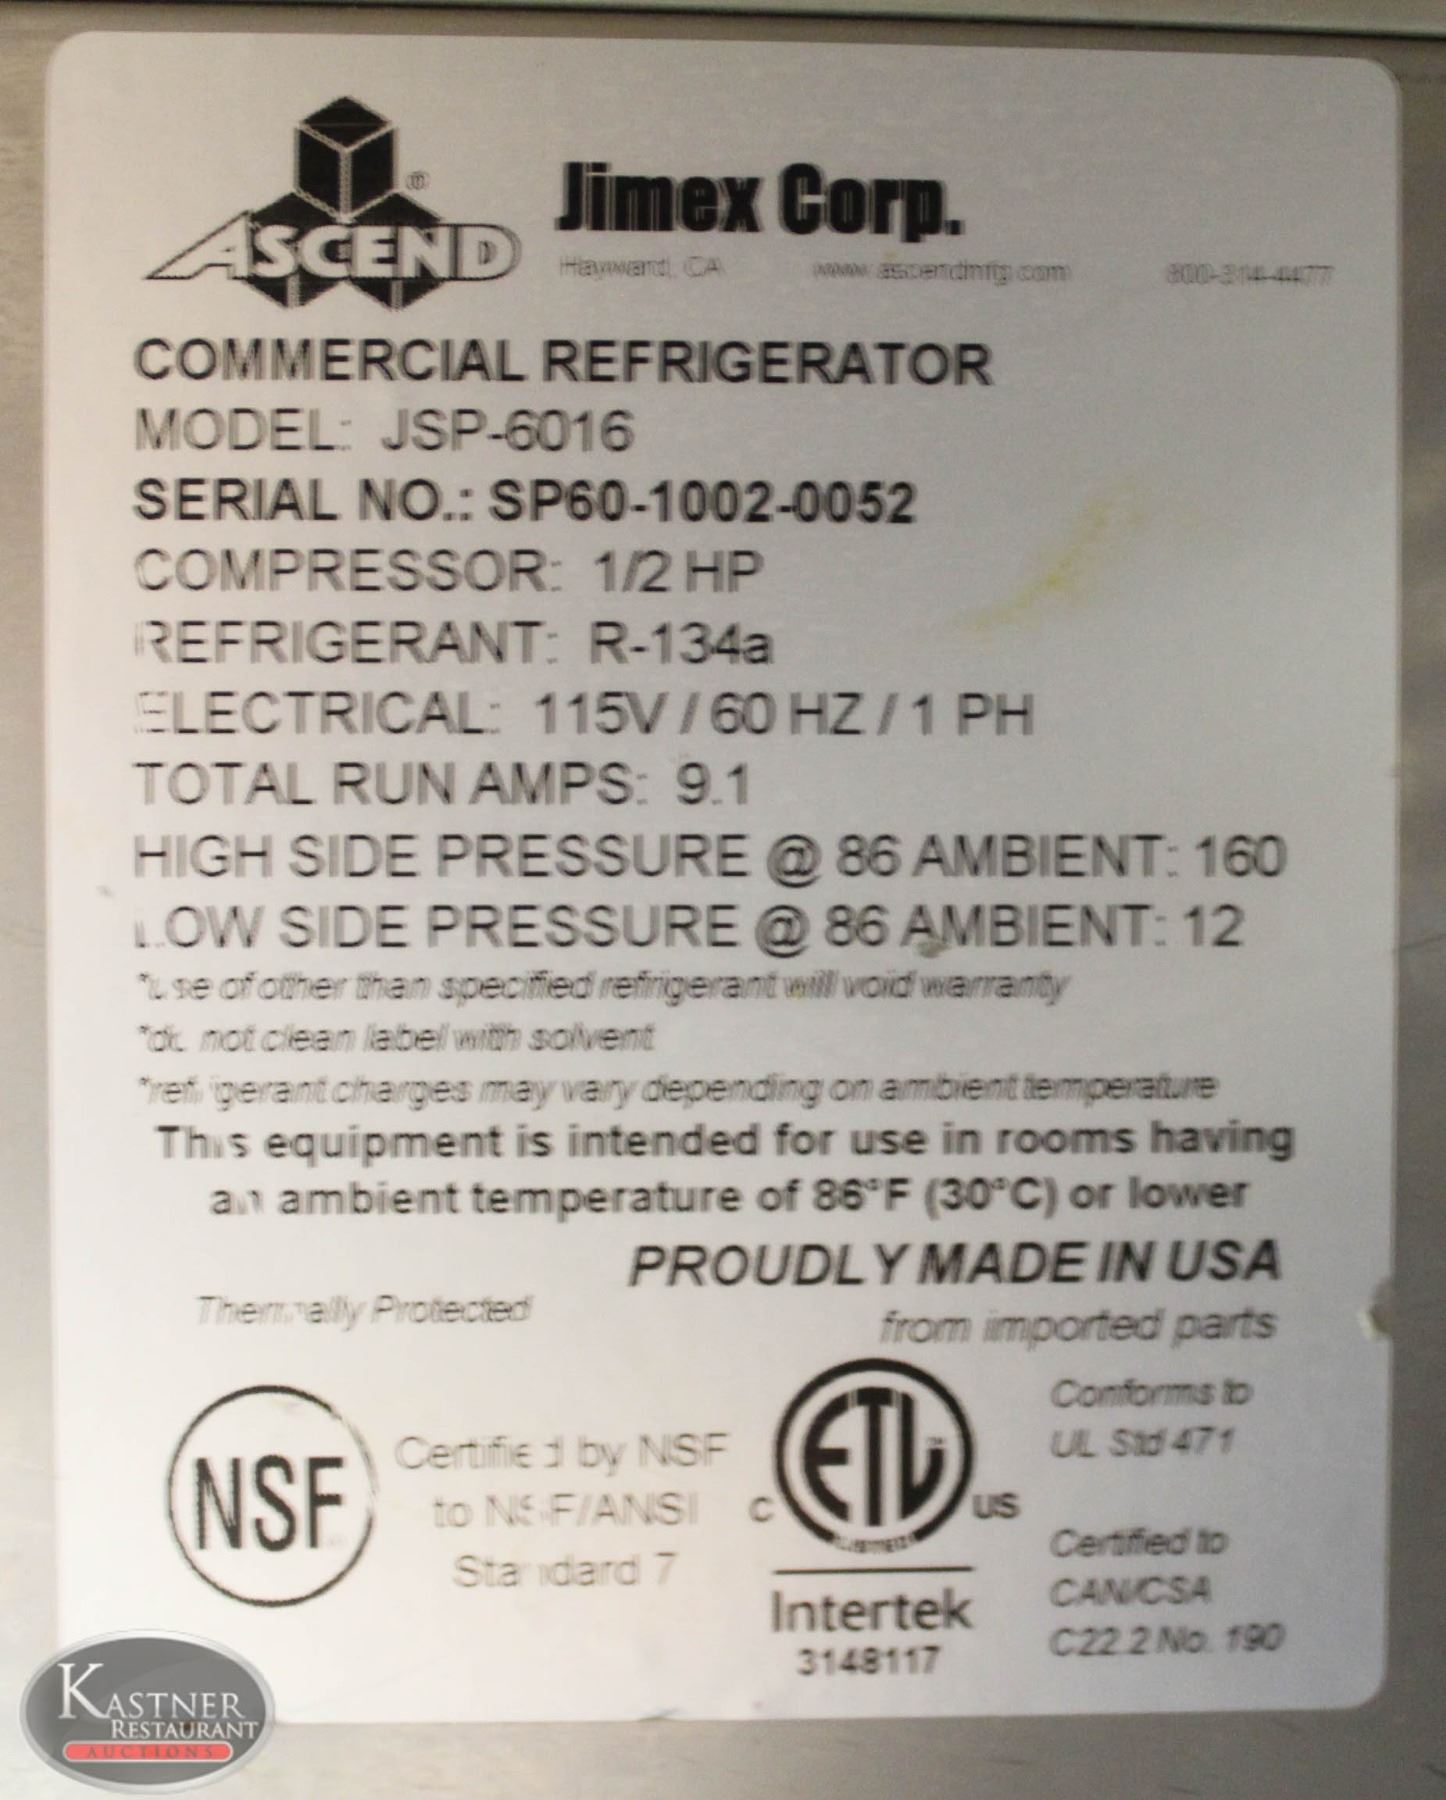 ASCEND®
Jimex Corp.
Hayward, CA www.ascendmfg.com 800-314-4477
COMMERCIAL REFRIGERATOR
MODEL: JSP-6016
SERIAL NO.: SP60-1002-0052
COMPRESSOR: 1/2 HP
REFRIGERANT: R-134a
ELECTRICAL: 115V / 60 HZ / 1 PH
TOTAL RUN AMPS: 9.1
HIGH SIDE PRESSURE @ 86 AMBIENT: 160
LOW SIDE PRESSURE @ 86 AMBIENT: 12
*use of other than specified refrigerant will void warranty
*do not clean label with solvent
*refrigerant charges may vary depending on ambient temperature
This equipment is intended for use in rooms having
an ambient temperature of 86°F (30°C) or lower
PROUDLY MADE IN USA
from imported parts
Thermally Protected
NSF
Certified by NSF
to NSF/ANSI
Standard 7
C ETL US
LISTED
Intertek
3148117
Conforms to
UL Std 471
Certified to
CAN/CSA
C22.2 No. 190
KASTNER
RESTAURANT
AUCTIONS